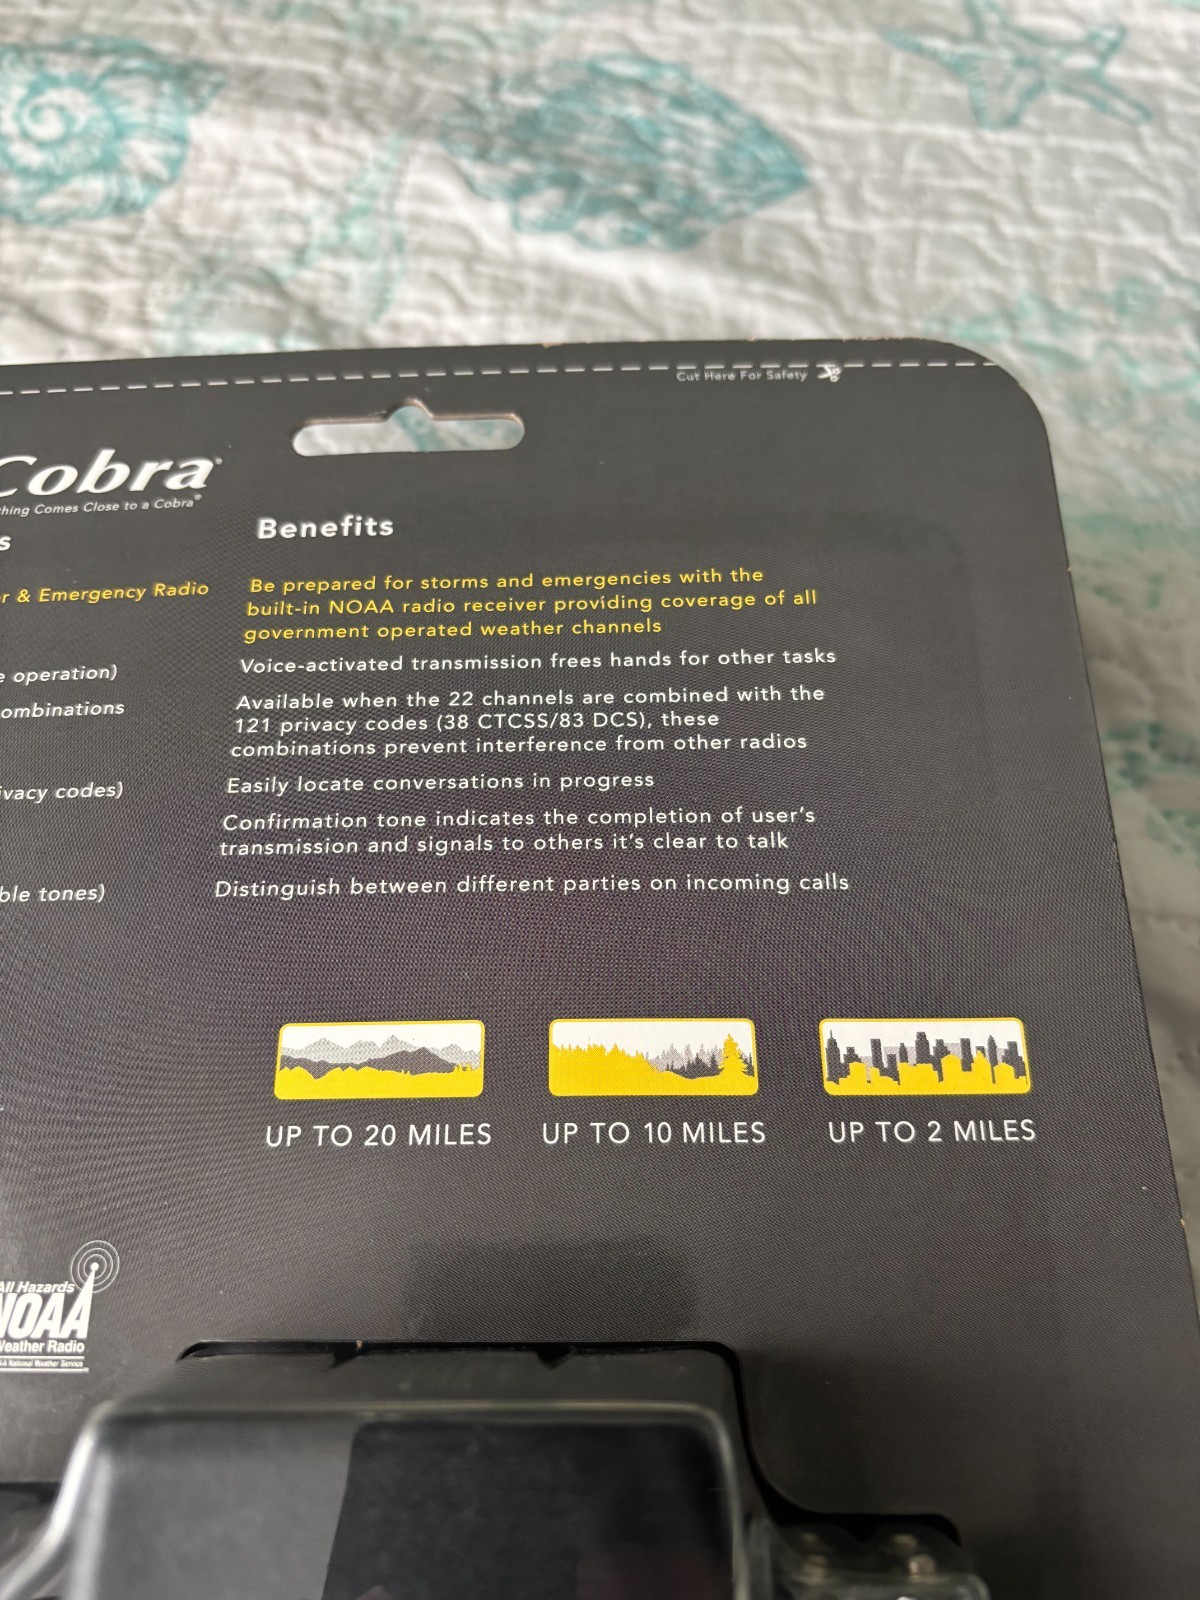 Cut Here For Safety
Cobra
thing Comes Close to a Cobra®
s
Benefits
r & Emergency Radio
Be prepared for storms and emergencies with the
built-in NOAA radio receiver providing coverage of all
government operated weather channels
e operation)
Voice-activated transmission frees hands for other tasks
ombinations
Available when the 22 channels are combined with the
121 privacy codes (38 CTCSS/83 DCS), these
combinations prevent interference from other radios
ivacy codes)
Easily locate conversations in progress
Confirmation tone indicates the completion of user's
transmission and signals to others it's clear to talk
ble tones)
Distinguish between different parties on incoming calls
UP TO 20 MILES
UP TO 10 MILES
UP TO 2 MILES
All Hazards
NOAA
Weather Radio
National Weather Service